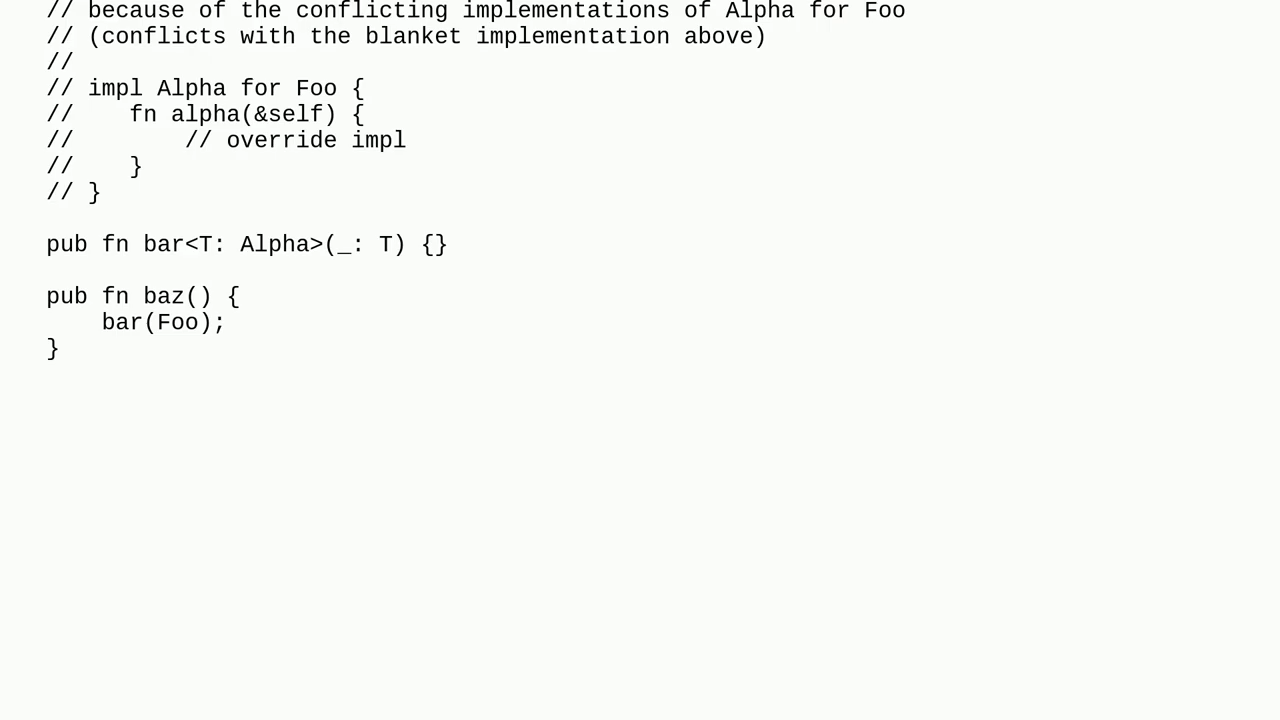 // because of the conflicting implementations of Alpha for Foo
// (conflicts with the blanket implementation above)
//
// impl Alpha for Foo {
//    fn alpha(&self) {
//        // override impl
//    }
// }

pub fn bar<T: Alpha>(_: T) {}

pub fn baz() {
    bar(Foo);
}